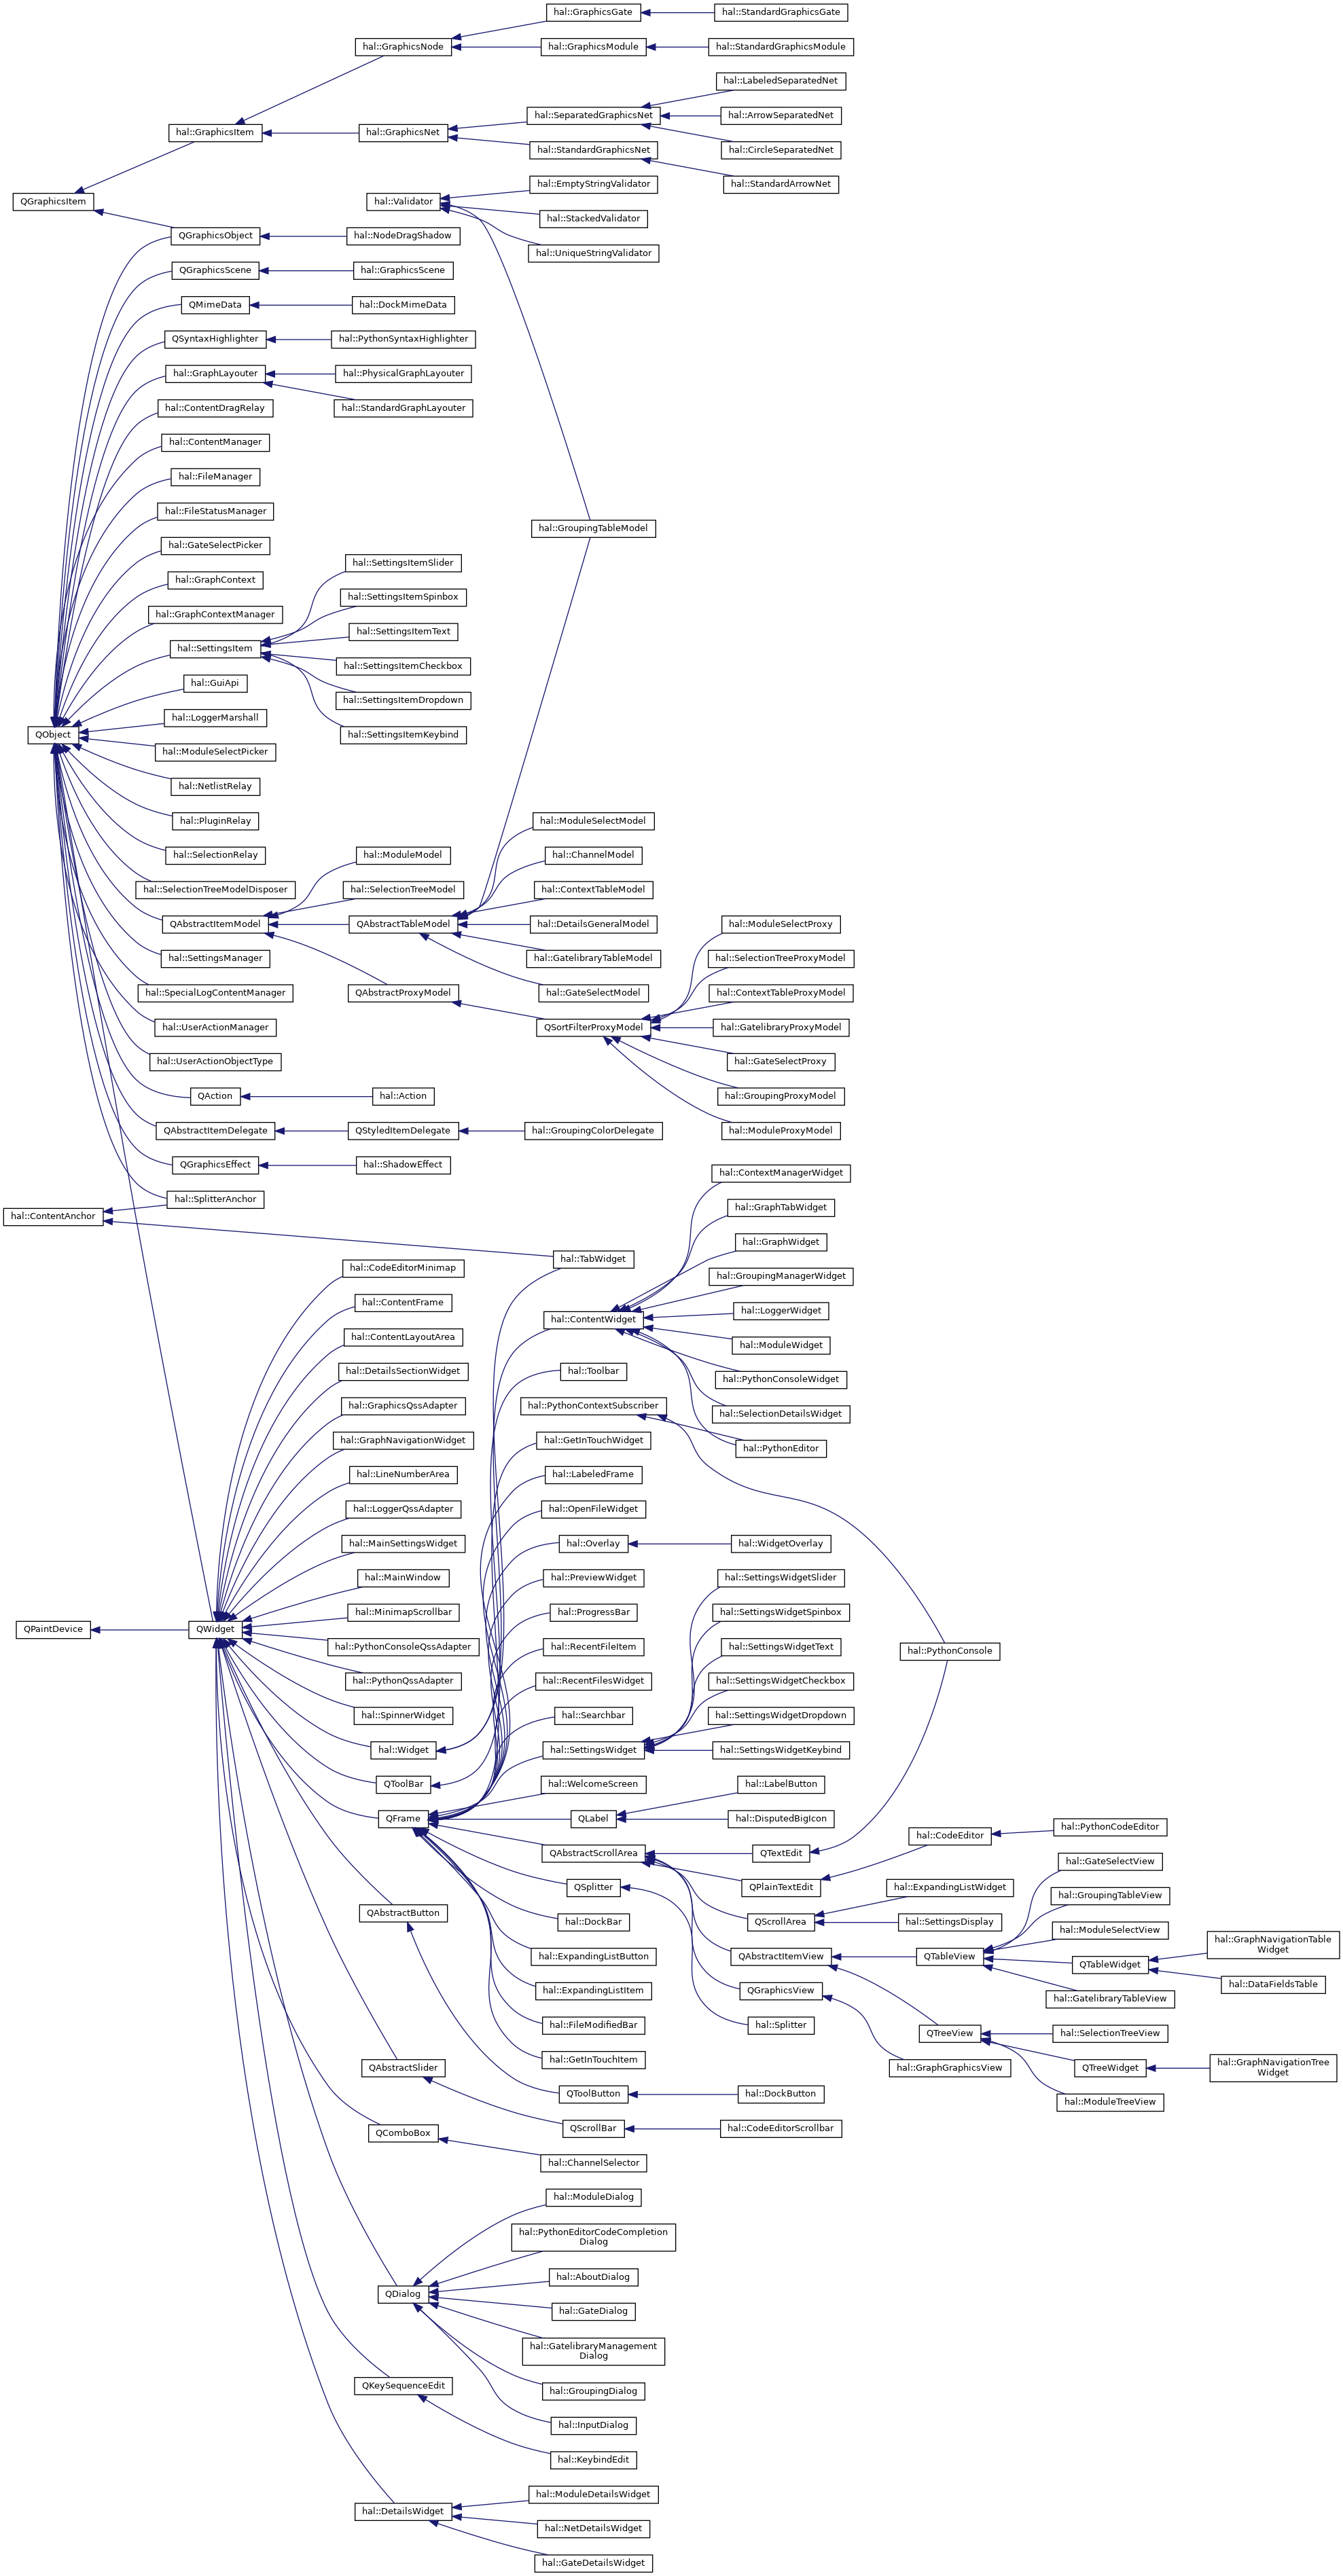 hal::GraphicsGate
hal::StandardGraphicsGate
hal::GraphicsNode
hal::GraphicsModule
hal::StandardGraphicsModule
hal::LabeledSeparatedNet
hal::SeparatedGraphicsNet
hal::ArrowSeparatedNet
hal::GraphicsItem
hal::GraphicsNet
hal::StandardGraphicsNet
hal::CircleSeparatedNet
hal::StandardArrowNet
QGraphicsItem
hal::Validator
hal::EmptyStringValidator
hal::StackedValidator
hal::UniqueStringValidator
QGraphicsObject
hal::NodeDragShadow
QGraphicsScene
hal::GraphicsScene
QMimeData
hal::DockMimeData
QSyntaxHighlighter
hal::PythonSyntaxHighlighter
hal::GraphLayouter
hal::PhysicalGraphLayouter
hal::StandardGraphLayouter
hal::ContentDragRelay
hal::ContentManager
hal::FileManager
hal::FileStatusManager
hal::GroupingTableModel
hal::GateSelectPicker
hal::GraphContext
hal::SettingsItemSlider
hal::SettingsItemSpinbox
hal::GraphContextManager
hal::SettingsItemText
hal::SettingsItem
hal::SettingsItemCheckbox
hal::GuiApi
hal::SettingsItemDropdown
hal::LoggerMarshall
hal::SettingsItemKeybind
QObject
hal::ModuleSelectPicker
hal::NetlistRelay
hal::PluginRelay
hal::ModuleSelectModel
hal::SelectionRelay
hal::ModuleModel
hal::ChannelModel
hal::SelectionTreeModelDisposer
hal::SelectionTreeModel
hal::ContextTableModel
QAbstractItemModel
QAbstractTableModel
hal::DetailsGeneralModel
hal::ModuleSelectProxy
hal::SettingsManager
hal::GatelibraryTableModel
hal::SelectionTreeProxyModel
hal::SpecialLogContentManager
QAbstractProxyModel
hal::GateSelectModel
hal::ContextTableProxyModel
hal::UserActionManager
QSortFilterProxyModel
hal::GatelibraryProxyModel
hal::UserActionObjectType
hal::GateSelectProxy
QAction
hal::Action
hal::GroupingProxyModel
QAbstractItemDelegate
QStyledItemDelegate
hal::GroupingColorDelegate
hal::ModuleProxyModel
QGraphicsEffect
hal::ShadowEffect
hal::ContextManagerWidget
hal::SplitterAnchor
hal::GraphTabWidget
hal::ContentAnchor
hal::GraphWidget
hal::TabWidget
hal::CodeEditorMinimap
hal::GroupingManagerWidget
hal::ContentFrame
hal::ContentWidget
hal::LoggerWidget
hal::ContentLayoutArea
hal::ModuleWidget
hal::DetailsSectionWidget
hal::Toolbar
hal::PythonConsoleWidget
hal::GraphicsQssAdapter
hal::PythonContextSubscriber
hal::SelectionDetailsWidget
hal::GraphNavigationWidget
hal::GetInTouchWidget
hal::PythonEditor
hal::LineNumberArea
hal::LabeledFrame
hal::LoggerQssAdapter
hal::OpenFileWidget
hal::MainSettingsWidget
hal::Overlay
hal::WidgetOverlay
hal::MainWindow
hal::PreviewWidget
hal::SettingsWidgetSlider
hal::MinimapScrollbar
hal::ProgressBar
hal::SettingsWidgetSpinbox
QPaintDevice
QWidget
hal::PythonConsoleQssAdapter
hal::RecentFileItem
hal::SettingsWidgetText
hal::PythonConsole
hal::PythonQssAdapter
hal::RecentFilesWidget
hal::SettingsWidgetCheckbox
hal::SpinnerWidget
hal::Searchbar
hal::SettingsWidgetDropdown
hal::Widget
hal::SettingsWidget
hal::SettingsWidgetKeybind
QToolBar
hal::WelcomeScreen
hal::LabelButton
QFrame
QLabel
hal::DisputedBigIcon
hal::PythonCodeEditor
hal::CodeEditor
QAbstractScrollArea
QTextEdit
hal::GateSelectView
QSplitter
QPlainTextEdit
hal::ExpandingListWidget
hal::GroupingTableView
QAbstractButton
hal::DockBar
QScrollArea
hal::SettingsDisplay
hal::ModuleSelectView
hal::GraphNavigationTable
Widget
hal::ExpandingListButton
QAbstractItemView
QTableView
QTableWidget
hal::DataFieldsTable
hal::ExpandingListItem
QGraphicsView
hal::GatelibraryTableView
hal::FileModifiedBar
hal::Splitter
QTreeView
hal::SelectionTreeView
hal::GetInTouchItem
hal::GraphGraphicsView
QTreeWidget
hal::GraphNavigationTree
Widget
QAbstractSlider
QToolButton
hal::DockButton
hal::ModuleTreeView
QScrollBar
hal::CodeEditorScrollbar
QComboBox
hal::ChannelSelector
hal::ModuleDialog
hal::PythonEditorCodeCompletion
Dialog
hal::AboutDialog
QDialog
hal::GateDialog
hal::GatelibraryManagement
Dialog
QKeySequenceEdit
hal::GroupingDialog
hal::InputDialog
hal::KeybindEdit
hal::ModuleDetailsWidget
hal::DetailsWidget
hal::NetDetailsWidget
hal::GateDetailsWidget